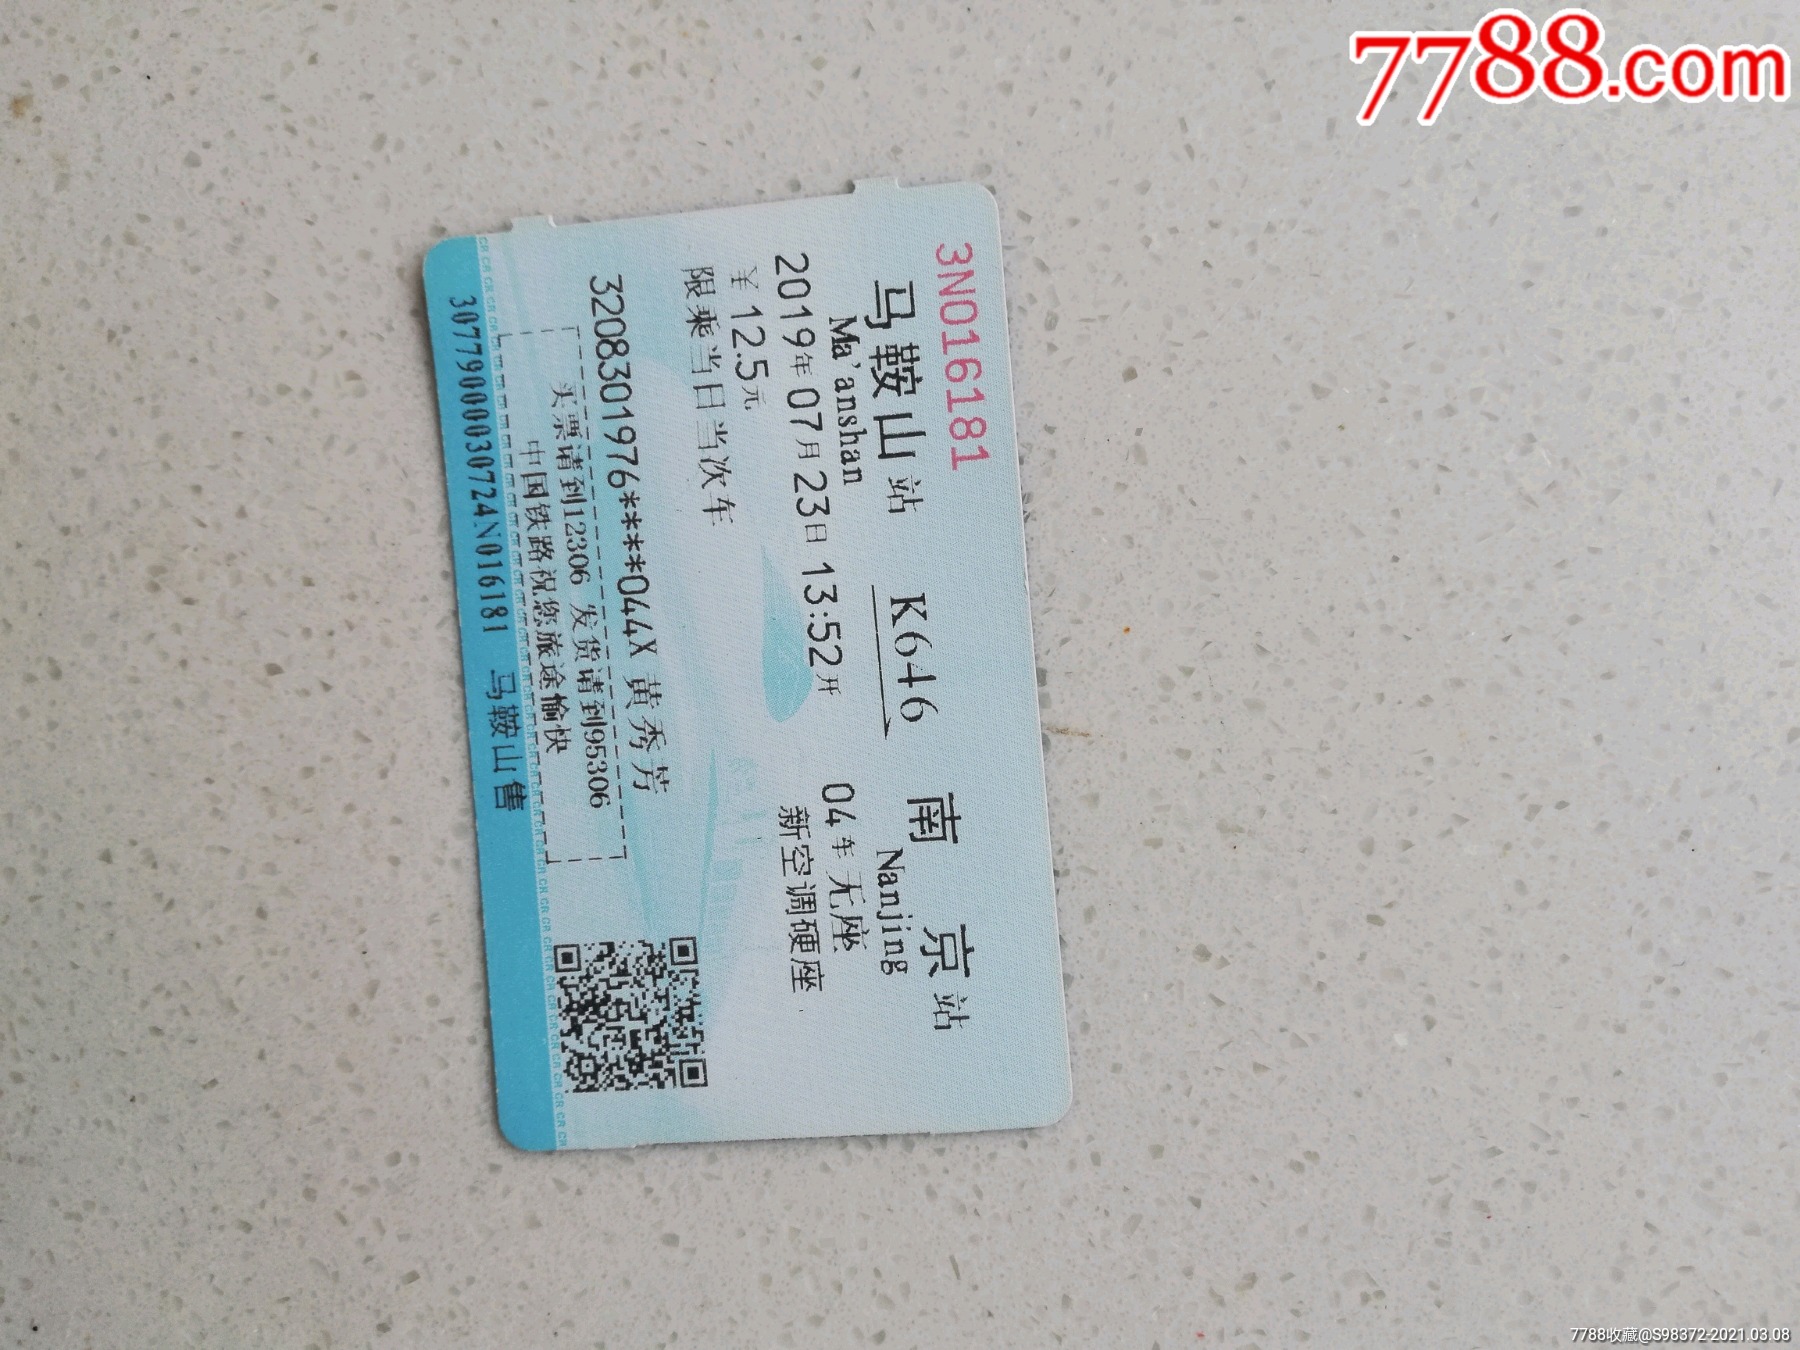 7788.com
3N016181
马鞍山站 K646 南京站
Ma'anshan Nanjing
2019年07月23日13:52开 04车无座
¥12.5元 新空调硬座
限乘当日当次车
3208301976****044X 黄秀芳
买票请到12306 发货请到95306
中国铁路祝您旅途愉快
30779000030724N016181 马鞍山售
7788收藏@S98372-2021.03.08